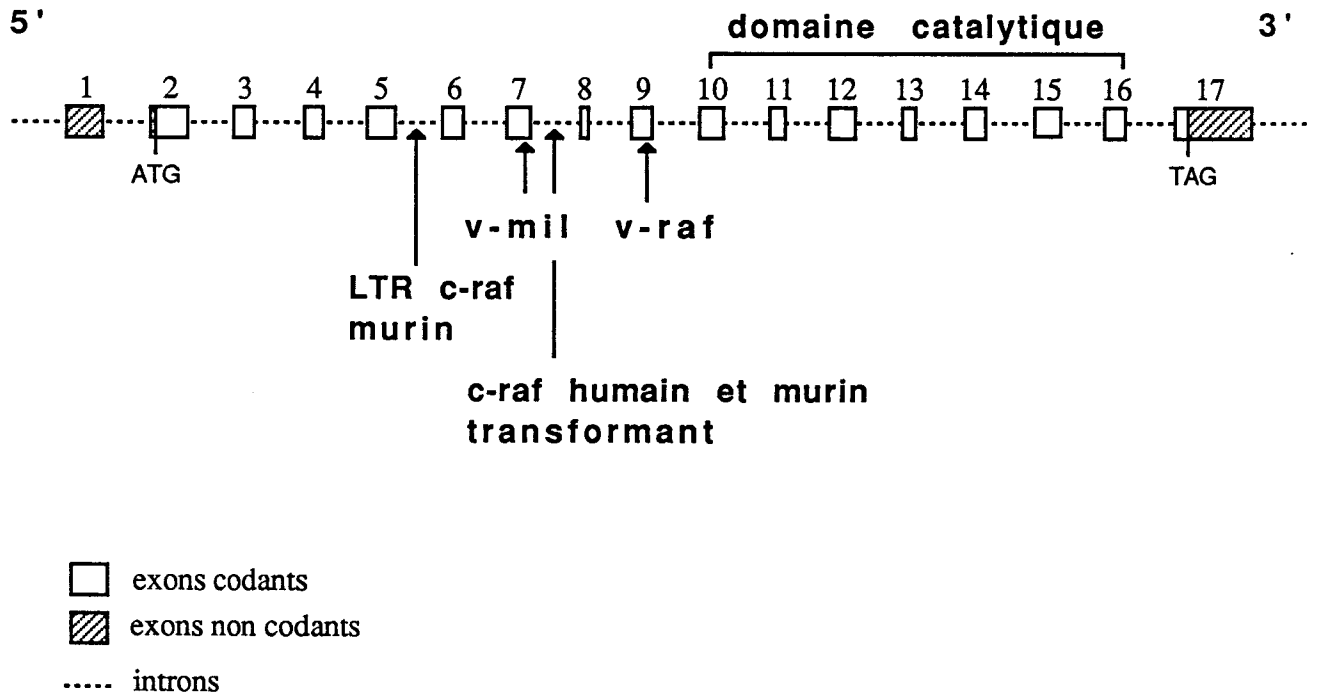 5' domaine catalytique 3'
1 2 3 4 5 6 7 8 9 10 11 12 13 14 15 16 17
ATG TAG
v-mil v-raf
LTR c-raf
murin
c-raf humain et murin
transformant
exons codants
exons non codants
introns